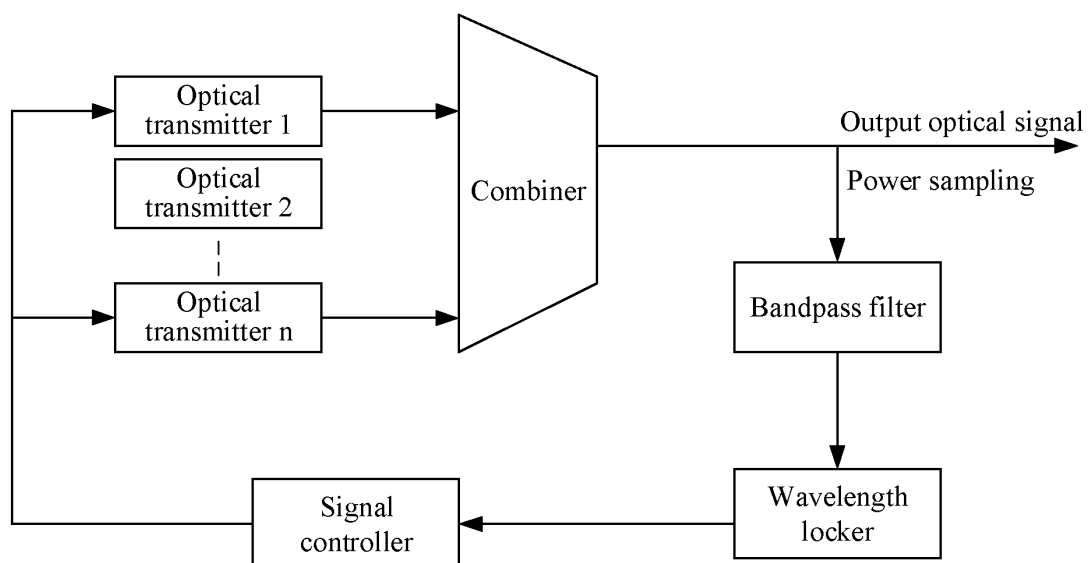 Optical
transmitter 1
Optical
transmitter 2
Optical
transmitter n
Combiner
Output optical signal
Power sampling
Bandpass filter
Wavelength
locker
Signal
controller